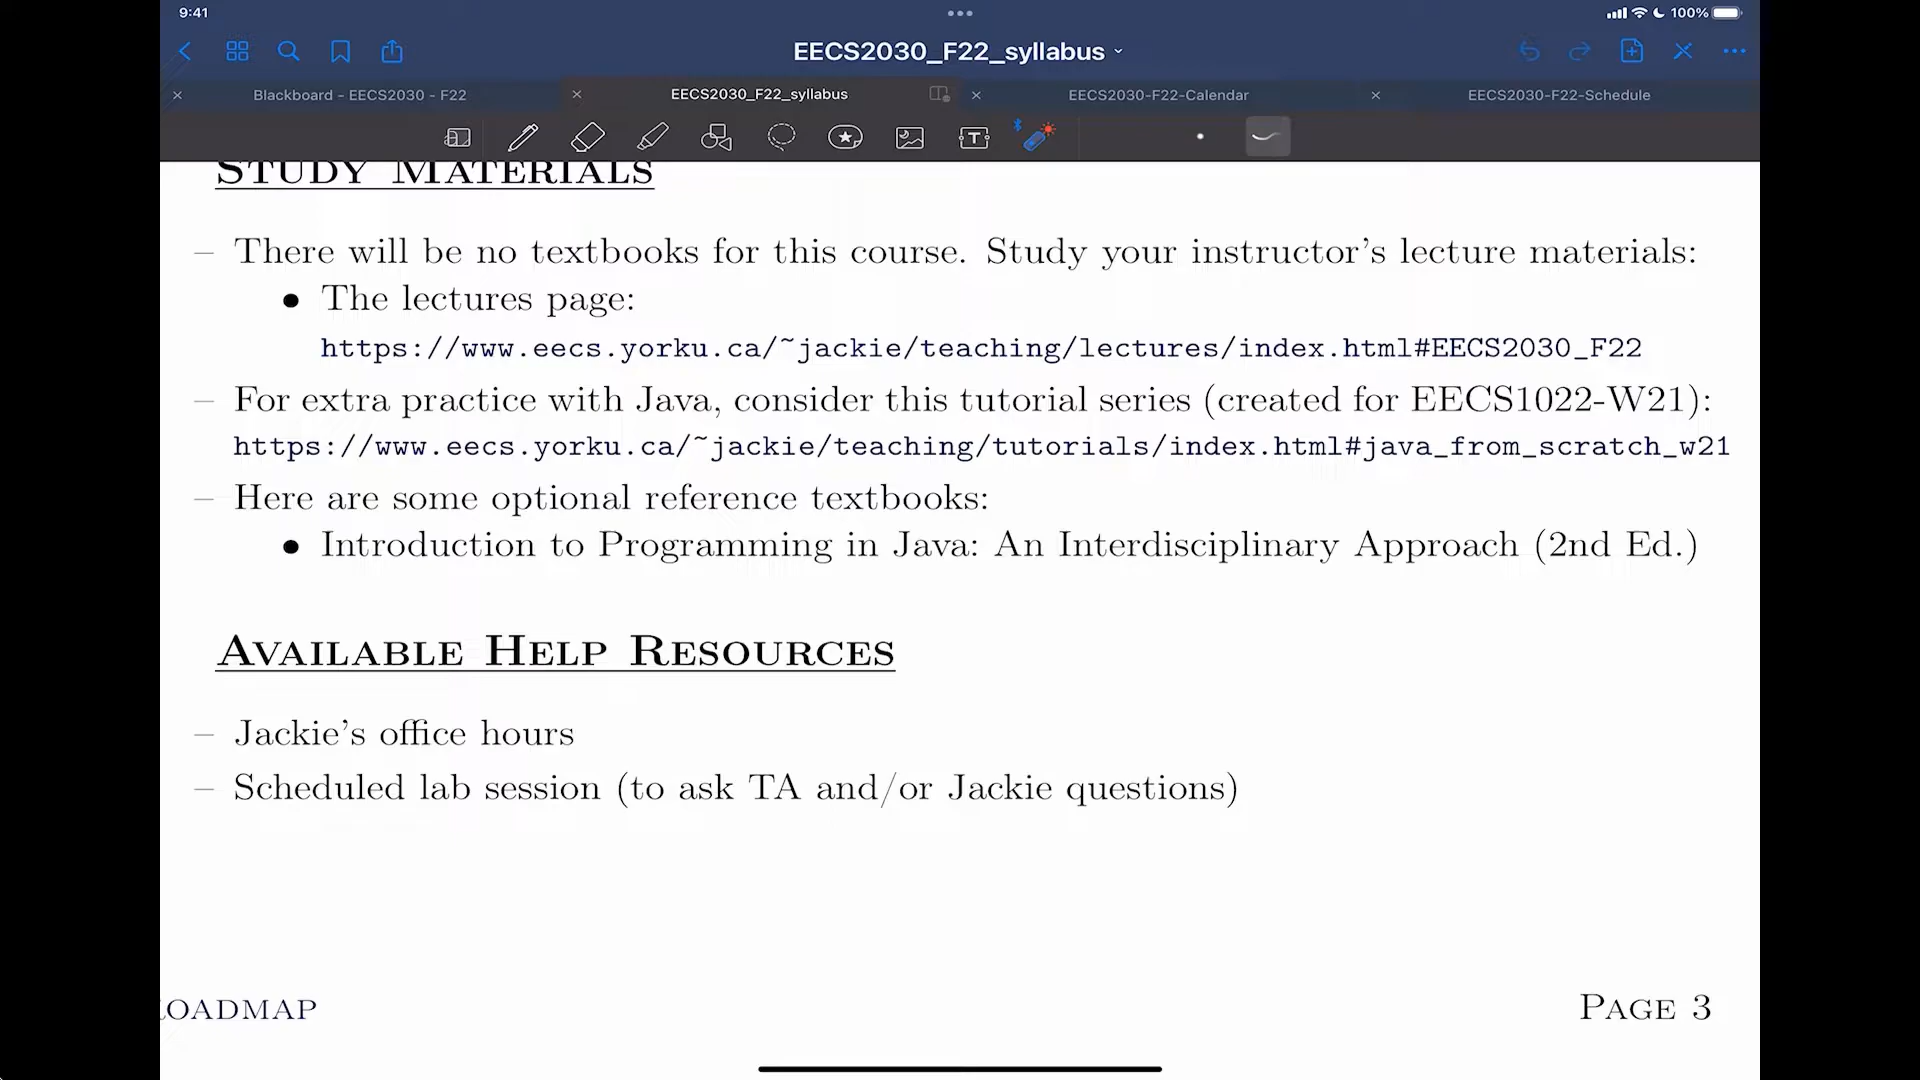 9:41
100%
EECS2030_F22_syllabus
Blackboard - EECS2030 - F22
EECS2030_F22_syllabus
EECS2030-F22-Calendar
EECS2030-F22-Schedule
STUDY MATERIALS
– There will be no textbooks for this course. Study your instructor's lecture materials:
• The lectures page:
https://www.eecs.yorku.ca/~jackie/teaching/lectures/index.html#EECS2030_F22
– For extra practice with Java, consider this tutorial series (created for EECS1022-W21):
https://www.eecs.yorku.ca/~jackie/teaching/tutorials/index.html#java_from_scratch_w21
– Here are some optional reference textbooks:
• Introduction to Programming in Java: An Interdisciplinary Approach (2nd Ed.)
AVAILABLE HELP RESOURCES
– Jackie's office hours
– Scheduled lab session (to ask TA and/or Jackie questions)
OADMAP
PAGE 3